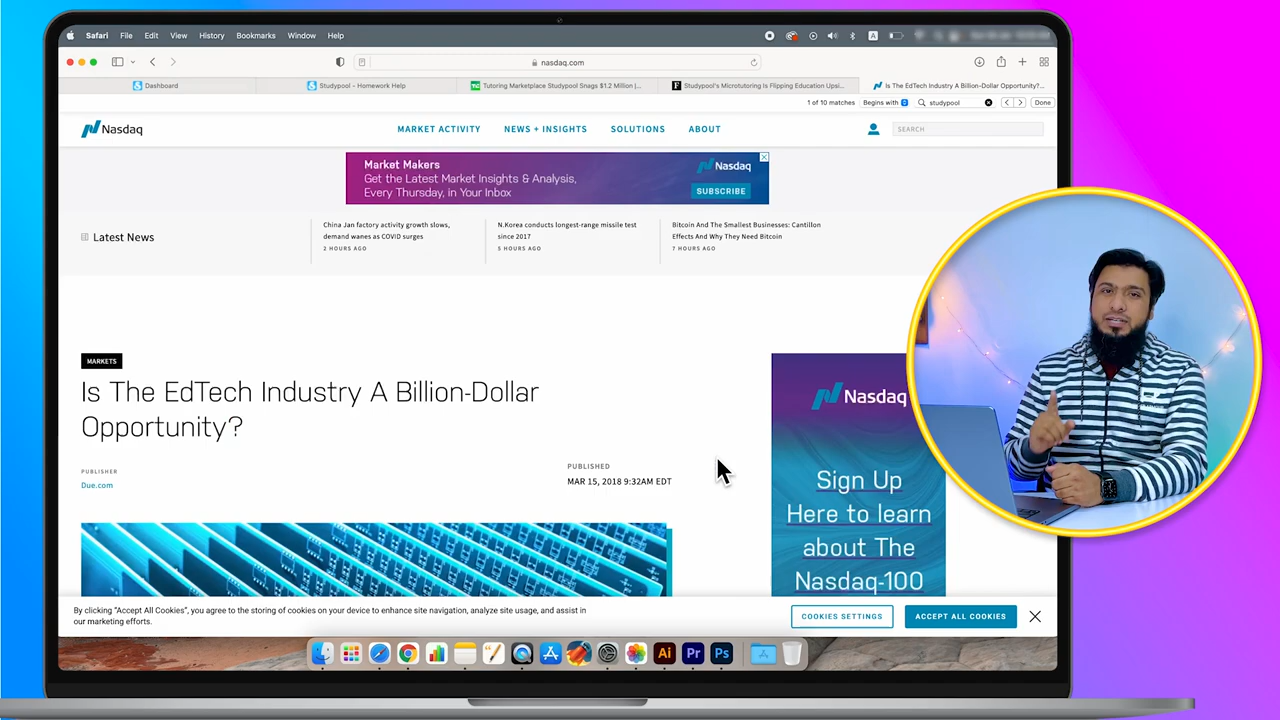 Safari File Edit View History Bookmarks Window Help
nasdaq.com
Dashboard
Studypool - Homework Help
Tutoring Marketplace Studypool Snags $1.2 Million |...
Studypool's Microtutoring Is Flipping Education Upsi...
Is The EdTech Industry A Billion-Dollar Opportunity?...
1 of 10 matches Begins with studypool Done
Nasdaq
MARKET ACTIVITY NEWS + INSIGHTS SOLUTIONS ABOUT
SEARCH
Market Makers
Get the Latest Market Insights & Analysis,
Every Thursday, in Your Inbox
Nasdaq
SUBSCRIBE
Latest News
China Jan factory activity growth slows,
demand wanes as COVID surges
2 HOURS AGO
N.Korea conducts longest-range missile test
since 2017
5 HOURS AGO
Bitcoin And The Smallest Businesses: Cantillon
Effects And Why They Need Bitcoin
7 HOURS AGO
MARKETS
Is The EdTech Industry A Billion-Dollar
Opportunity?
PUBLISHER
Due.com
PUBLISHED
MAR 15, 2018 9:32AM EDT
Nasdaq
Sign Up
Here to learn
about The
Nasdaq-100
By clicking "Accept All Cookies", you agree to the storing of cookies on your device to enhance site navigation, analyze site usage, and assist in
our marketing efforts.
COOKIES SETTINGS
ACCEPT ALL COOKIES
Ai Pr Ps